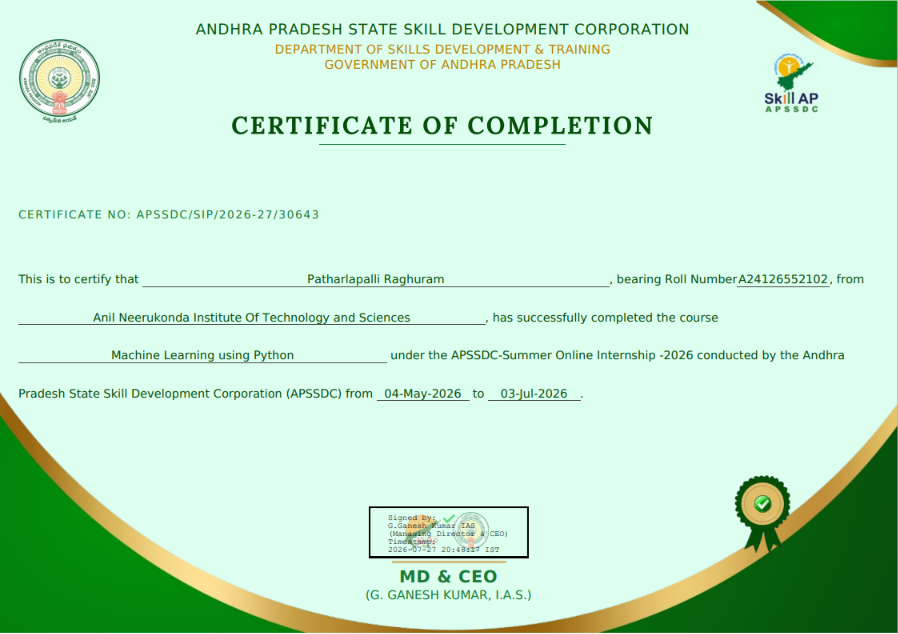 ANDHRA PRADESH STATE SKILL DEVELOPMENT CORPORATION
DEPARTMENT OF SKILLS DEVELOPMENT & TRAINING
GOVERNMENT OF ANDHRA PRADESH
Skill AP
APSSDC
CERTIFICATE OF COMPLETION
CERTIFICATE NO: APSSDC/SIP/2026-27/30643
This is to certify that Patharlapalli Raghuram, bearing Roll Number A24126552102, from
Anil Neerukonda Institute Of Technology and Sciences, has successfully completed the course
Machine Learning using Python under the APSSDC-Summer Online Internship -2026 conducted by the Andhra
Pradesh State Skill Development Corporation (APSSDC) from 04-May-2026 to 03-Jul-2026.
Signed by:
G.Ganesh Kumar IAS
(Managing Director & CEO)
Timestamp:
2026-07-27 20:48:17 IST
MD & CEO
(G. GANESH KUMAR, I.A.S.)